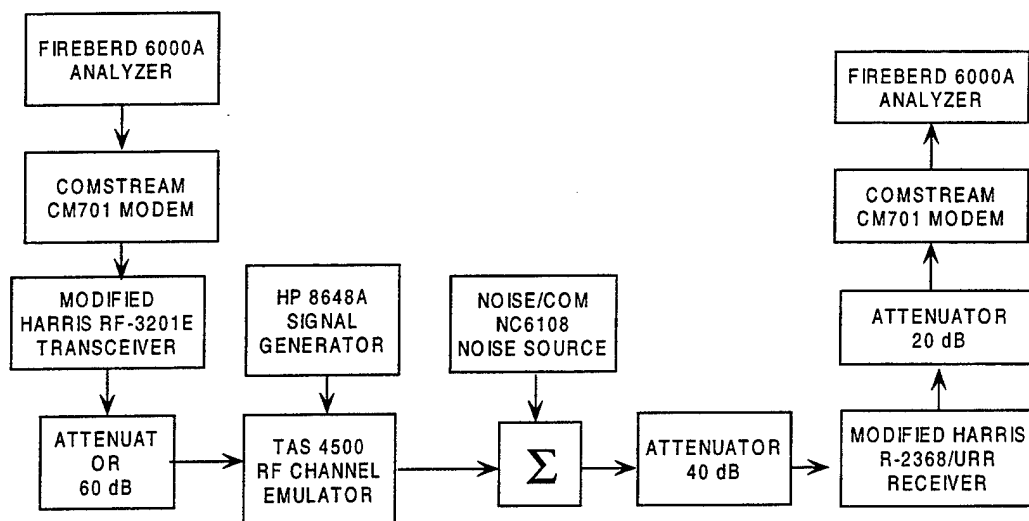 FIREBERD 6000A
ANALYZER
COMSTREAM
CM701 MODEM
MODIFIED
HARRIS RF-3201E
TRANSCEIVER
ATTENUAT
OR
60 dB
HP 8648A
SIGNAL
GENERATOR
TAS 4500
RF CHANNEL
EMULATOR
NOISE/COM
NC6108
NOISE SOURCE
Σ
ATTENUATOR
40 dB
MODIFIED HARRIS
R-2368/URR
RECEIVER
ATTENUATOR
20 dB
COMSTREAM
CM701 MODEM
FIREBERD 6000A
ANALYZER